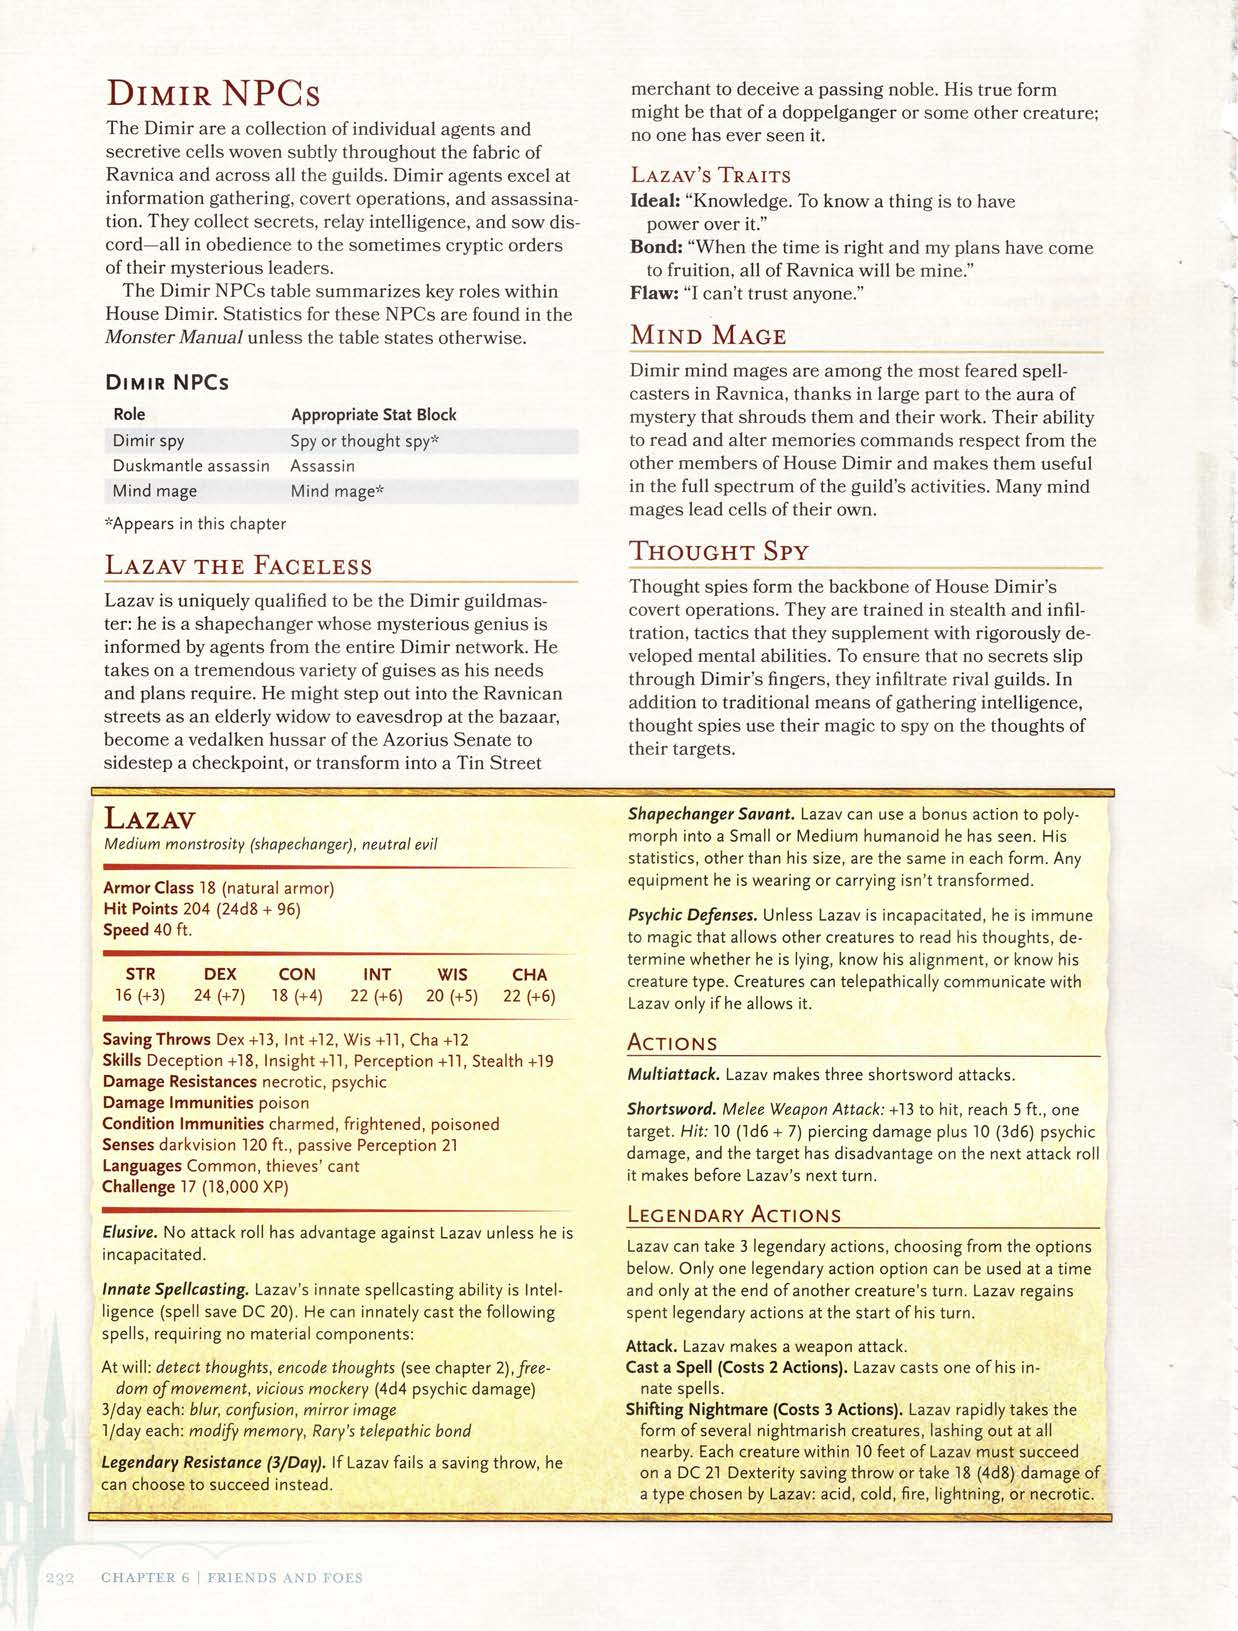 DIMIR NPCS
The Dimir are a collection of individual agents and
secretive cells woven subtly throughout the fabric of
Ravnica and across all the guilds. Dimir agents excel at
information gathering, covert operations, and assassina-
tion. They collect secrets, relay intelligence, and sow dis-
cord—all in obedience to the sometimes cryptic orders
of their mysterious leaders.
The Dimir NPCs table summarizes key roles within
House Dimir. Statistics for these NPCs are found in the
Monster Manual unless the table states otherwise.
DIMIR NPCS
Role Appropriate Stat Block
Dimir spy Spy or thought spy*
Duskmantle assassin Assassin
Mind mage Mind mage*
*Appears in this chapter
LAZAV THE FACELESS
Lazav is uniquely qualified to be the Dimir guildmas-
ter: he is a shapechanger whose mysterious genius is
informed by agents from the entire Dimir network. He
takes on a tremendous variety of guises as his needs
and plans require. He might step out into the Ravnican
streets as an elderly widow to eavesdrop at the bazaar,
become a vedalken hussar of the Azorius Senate to
sidestep a checkpoint, or transform into a Tin Street
merchant to deceive a passing noble. His true form
might be that of a doppelganger or some other creature;
no one has ever seen it.
LAZAV'S TRAITS
Ideal: “Knowledge. To know a thing is to have
power over it.”
Bond: “When the time is right and my plans have come
to fruition, all of Ravnica will be mine.”
Flaw: “I can't trust anyone.”
MIND MAGE
Dimir mind mages are among the most feared spell-
casters in Ravnica, thanks in large part to the aura of
mystery that shrouds them and their work. Their ability
to read and alter memories commands respect from the
other members of House Dimir and makes them useful
in the full spectrum of the guild's activities. Many mind
mages lead cells of their own.
THOUGHT SPY
Thought spies form the backbone of House Dimir's
covert operations. They are trained in stealth and infil-
tration, tactics that they supplement with rigorously de-
veloped mental abilities. To ensure that no secrets slip
through Dimir's fingers, they infiltrate rival guilds. In
addition to traditional means of gathering intelligence,
thought spies use their magic to spy on the thoughts of
their targets.
LAZAV
Medium monstrosity (shapechanger), neutral evil
Armor Class 18 (natural armor)
Hit Points 204 (24d8 + 96)
Speed 40 ft.
STR DEX CON INT WIS CHA
16 (+3) 24 (+7) 18 (+4) 22 (+6) 20 (+5) 22 (+6)
Saving Throws Dex +13, Int +12, Wis +11, Cha +12
Skills Deception +18, Insight +11, Perception +11, Stealth +19
Damage Resistances necrotic, psychic
Damage Immunities poison
Condition Immunities charmed, frightened, poisoned
Senses darkvision 120 ft., passive Perception 21
Languages Common, thieves' cant
Challenge 17 (18,000 XP)
Elusive. No attack roll has advantage against Lazav unless he is
incapacitated.
Innate Spellcasting. Lazav's innate spellcasting ability is Intel-
ligence (spell save DC 20). He can innately cast the following
spells, requiring no material components:
At will: detect thoughts, encode thoughts (see chapter 2), free-
dom of movement, vicious mockery (4d4 psychic damage)
3/day each: blur, confusion, mirror image
1/day each: modify memory, Rary's telepathic bond
Legendary Resistance (3/Day). If Lazav fails a saving throw, he
can choose to succeed instead.
Shapechanger Savant. Lazav can use a bonus action to poly-
morph into a Small or Medium humanoid he has seen. His
statistics, other than his size, are the same in each form. Any
equipment he is wearing or carrying isn't transformed.
Psychic Defenses. Unless Lazav is incapacitated, he is immune
to magic that allows other creatures to read his thoughts, de-
termine whether he is lying, know his alignment, or know his
creature type. Creatures can telepathically communicate with
Lazav only if he allows it.
ACTIONS
Multiattack. Lazav makes three shortsword attacks.
Shortsword. Melee Weapon Attack: +13 to hit, reach 5 ft., one
target. Hit: 10 (1d6 + 7) piercing damage plus 10 (3d6) psychic
damage, and the target has disadvantage on the next attack roll
it makes before Lazav's next turn.
LEGENDARY ACTIONS
Lazav can take 3 legendary actions, choosing from the options
below. Only one legendary action option can be used at a time
and only at the end of another creature's turn. Lazav regains
spent legendary actions at the start of his turn.
Attack. Lazav makes a weapon attack.
Cast a Spell (Costs 2 Actions). Lazav casts one of his in-
nate spells.
Shifting Nightmare (Costs 3 Actions). Lazav rapidly takes the
form of several nightmarish creatures, lashing out at all
nearby. Each creature within 10 feet of Lazav must succeed
on a DC 21 Dexterity saving throw or take 18 (4d8) damage of
a type chosen by Lazav: acid, cold, fire, lightning, or necrotic.
232 CHAPTER 6 | FRIENDS AND FOES